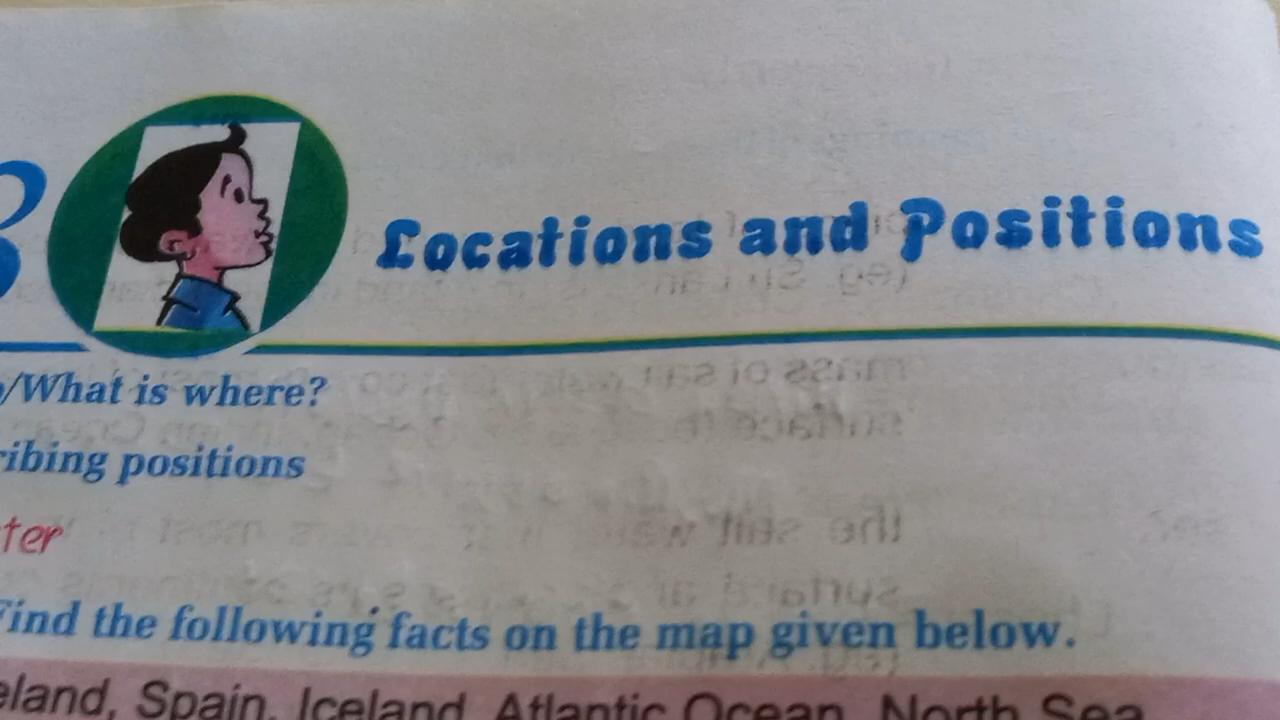 Locations and Positions
/What is where?
ribing positions
ter
Find the following facts on the map given below.
eland, Spain, Iceland, Atlantic Ocean, North Sea